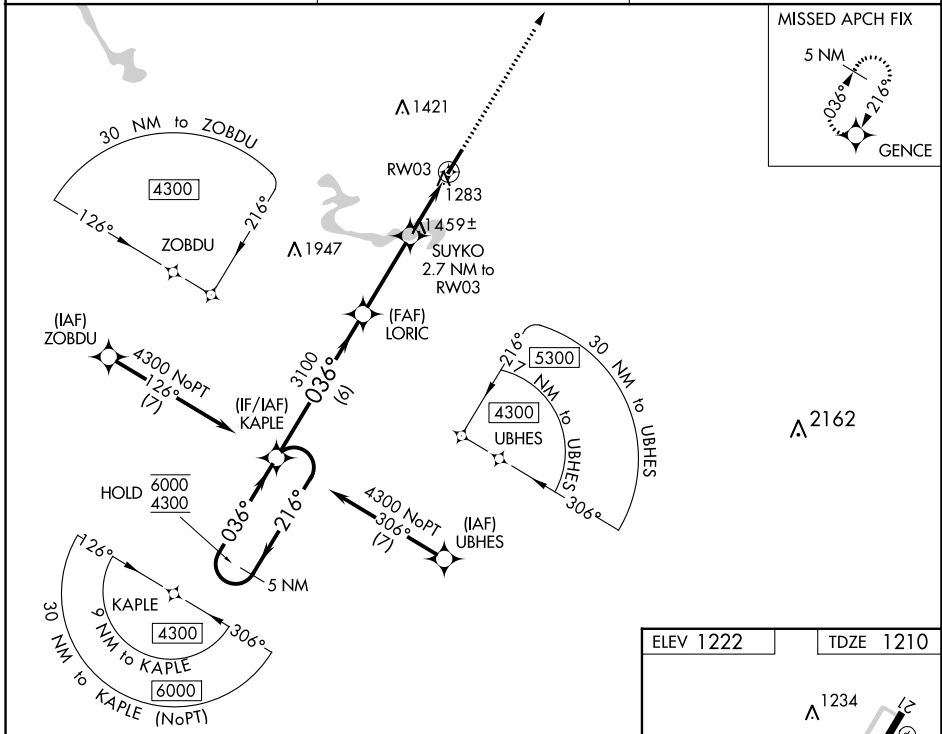 MISSED APCH FIX
5 NM
036°
216°
GENCE
1421
30 NM to ZOBDU
4300
126°
216°
ZOBDU
RW03
1283
1459±
SUYKO
2.7 NM to
RW03
1947
(FAF)
LORIC
(IAF)
ZOBDU
4300 NoPT
126°
(7)
3100
036°
(6)
(IF/IAF)
KAPLE
216°
5300
30 NM to UBHES
7 NM to UBHES
4300
UBHES
306°
2162
HOLD
6000
4300
036°
216°
5 NM
4300 NoPT
306°
(7)
(IAF)
UBHES
126°
KAPLE
306°
4300
9 NM to KAPLE
6000
30 NM to KAPLE (NoPT)
ELEV 1222
TDZE 1210
1234
21